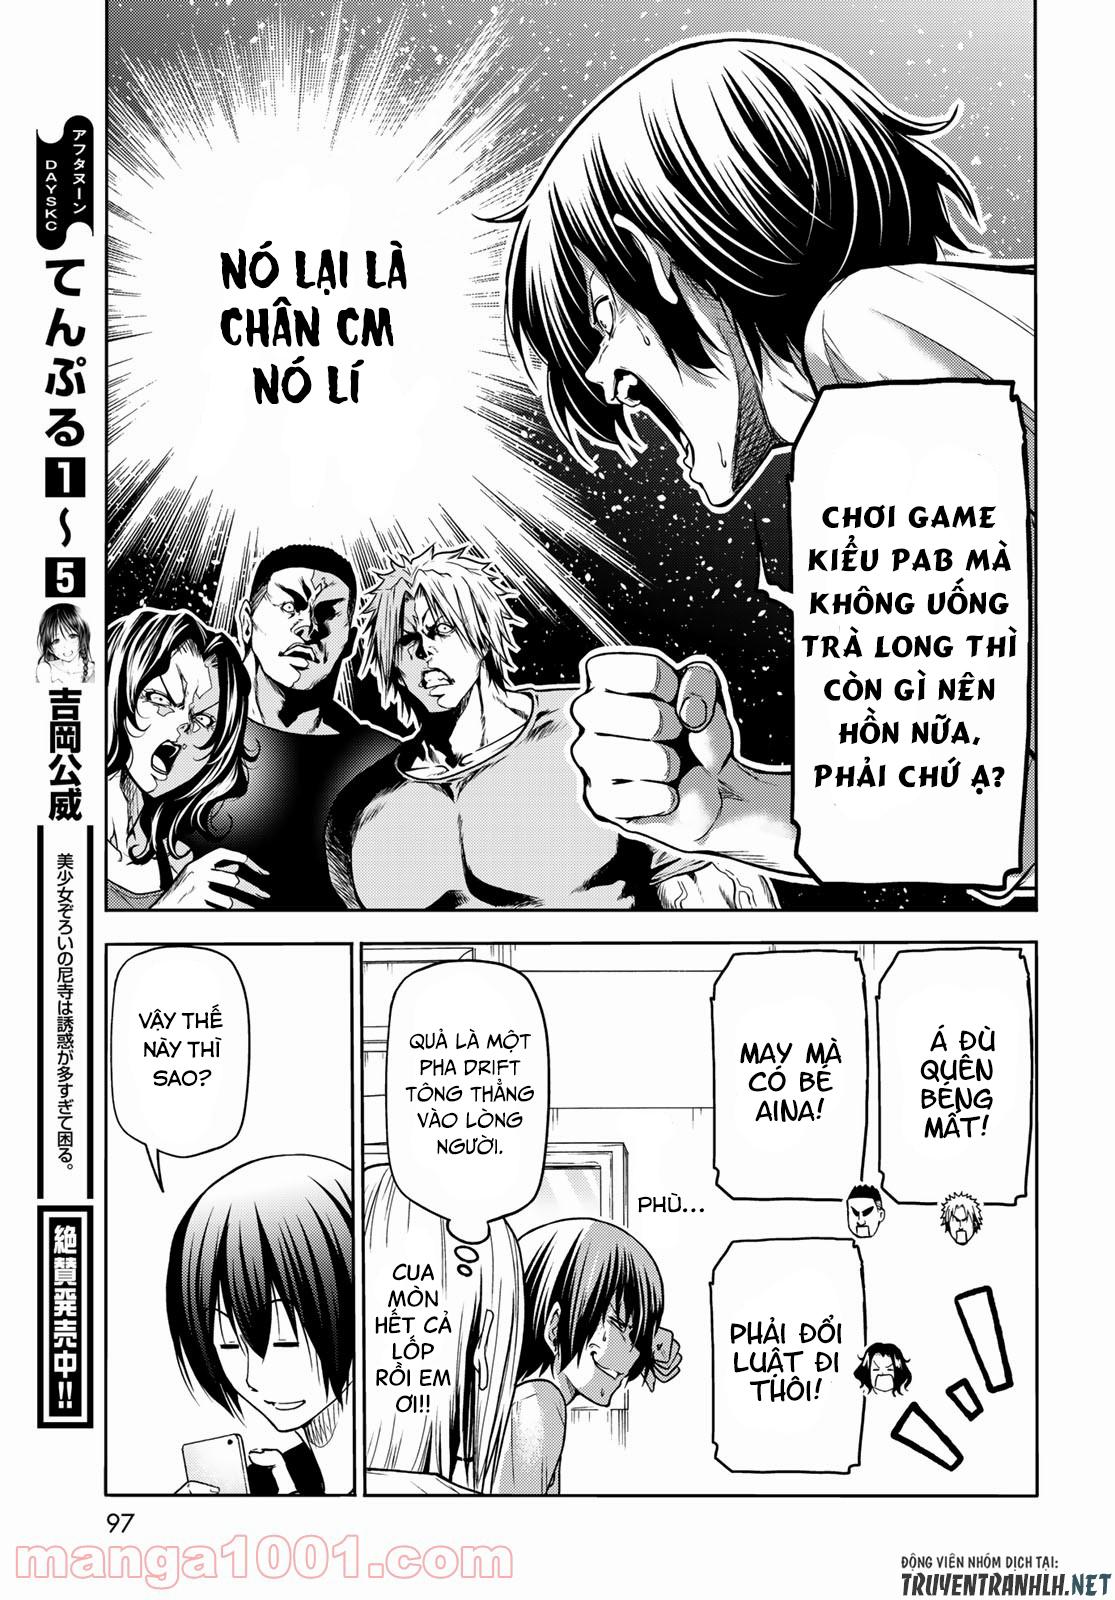 CHƠI GAME
KIỂU PAB MÀ
KHÔNG UỐNG
TRÀ LONG THÌ
CÒN GÌ NÊN
HỒN NỮA,
PHẢI CHỨ Ạ?
NÓ LẠI LÀ
CHÂN CM
NÓ LÍ
Á ĐÙ
QUÊN
BÉNG
MẤT!
MAY MÀ
CÓ BÉ
AINA!
PHẢI ĐỔI
LUẬT ĐI
THÔI!
PHÙ...
QUẢ LÀ MỘT
PHA DRIFT
TÔNG THẲNG
VÀO LÒNG
NGƯỜI.
CUA
MÒN
HẾT CẢ
LỐP
RỒI EM
ƠI!!
VẬY THẾ
NÀY THÌ
SAO?
アフタヌーン
DAYSKC
てんぷる1〜5
吉岡公威
美少女ぞろいの尼寺は誘惑が多すぎて困る。
絶賛発売中!!
97
manga1001.com
ĐỘNG VIÊN NHÓM DỊCH TẠI:
TRUYENTRANHLH.NET